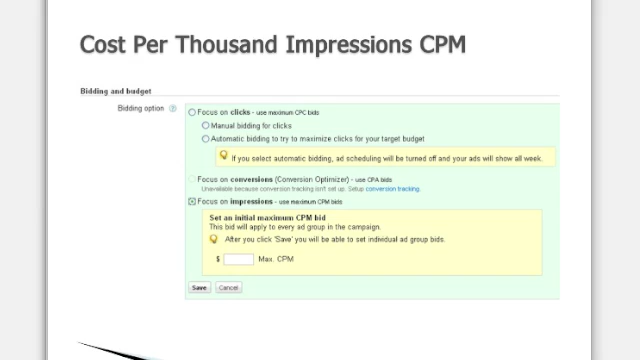 Cost Per Thousand Impressions CPM
Bidding and budget
Bidding option ?
Focus on clicks - use maximum CPC bids
Manual bidding for clicks
Automatic bidding to try to maximize clicks for your target budget
If you select automatic bidding, ad scheduling will be turned off and your ads will show all week.
Focus on conversions (Conversion Optimizer) - use CPA bids
Unavailable because conversion tracking isn't set up. Setup conversion tracking.
Focus on impressions - use maximum CPM bids
Set an initial maximum CPM bid
This bid will apply to every ad group in the campaign.
After you click 'Save' you will be able to set individual ad group bids.
$ Max. CPM
Save Cancel